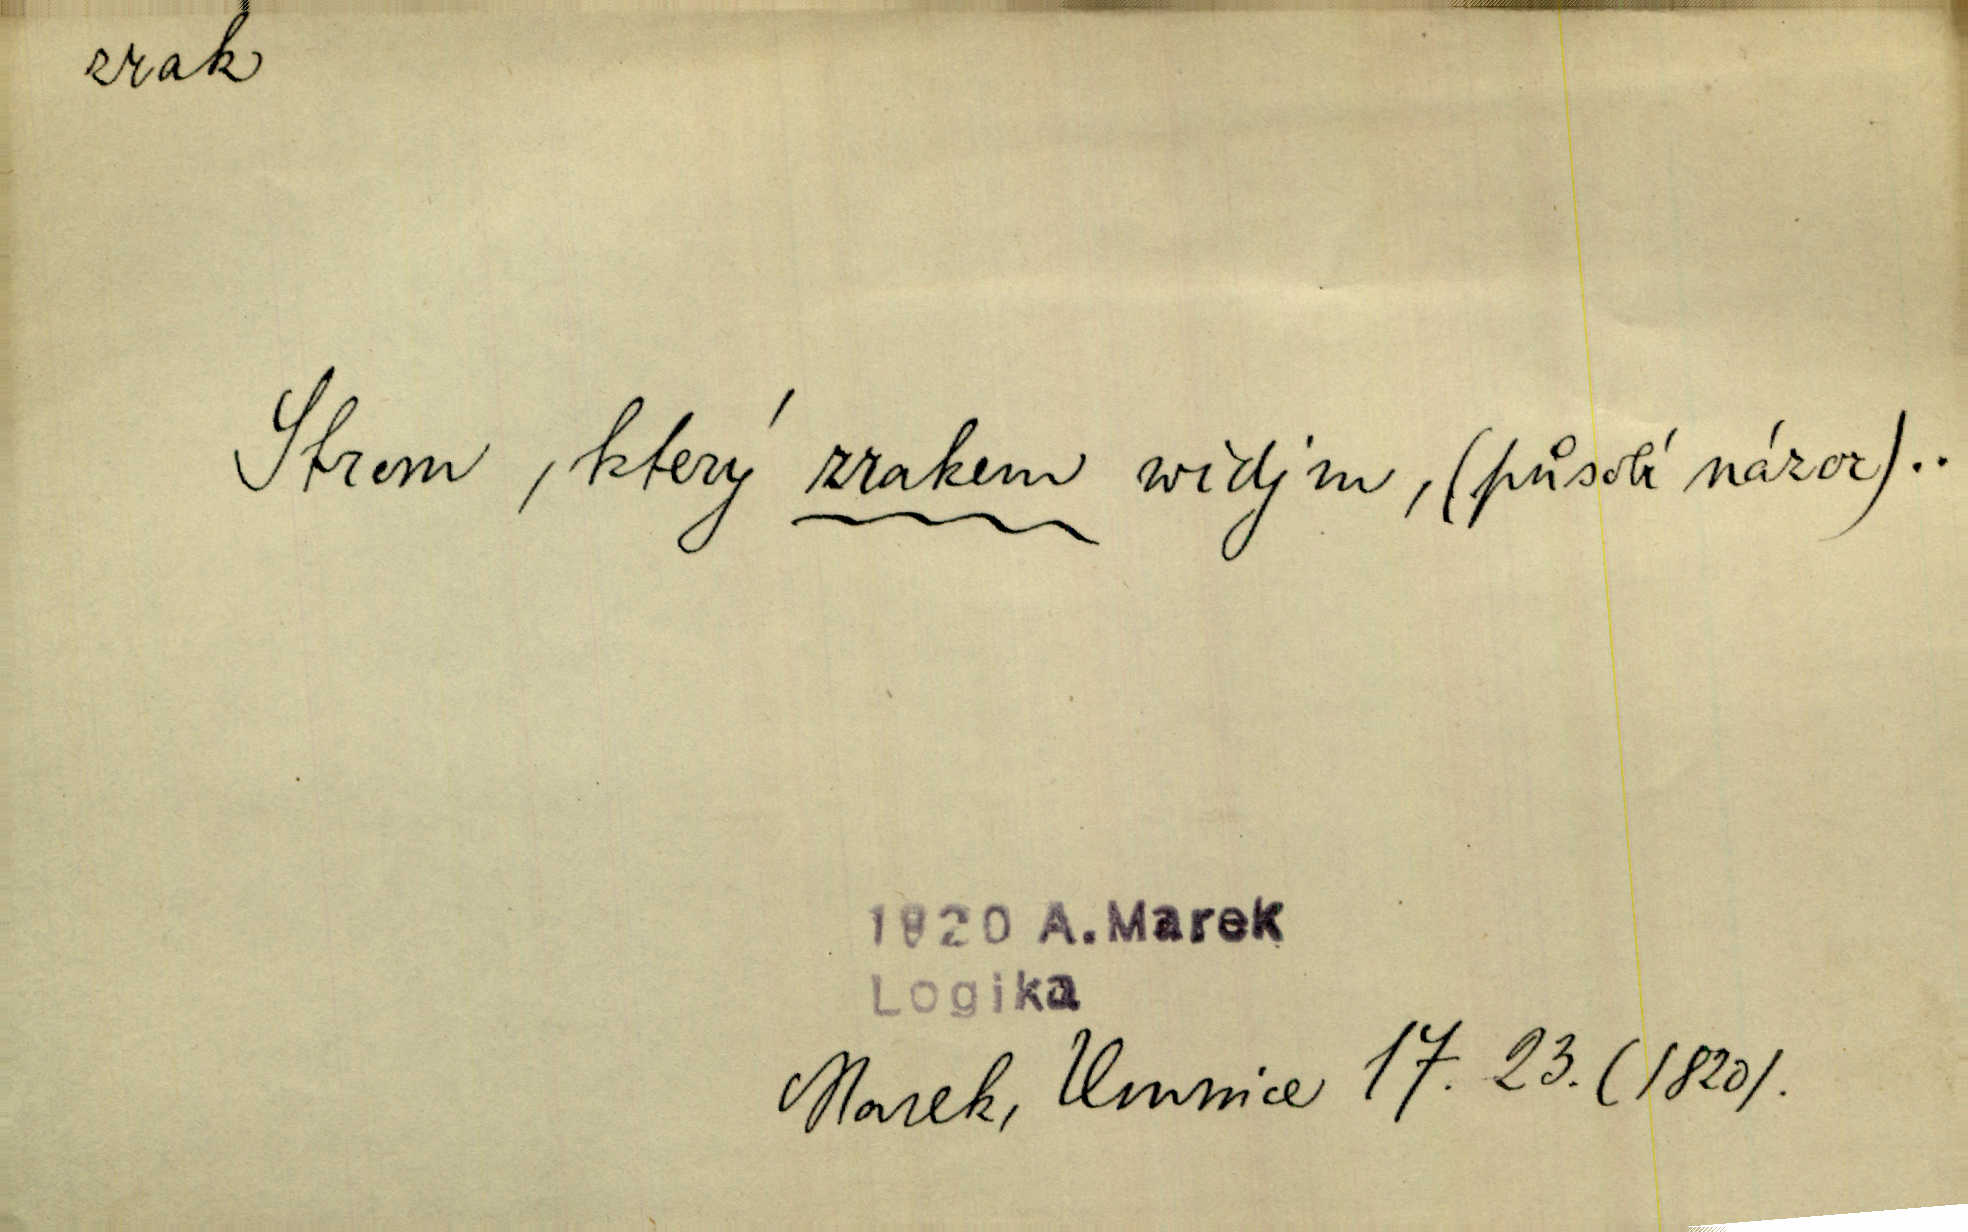 zrak
Strom, který zrakem widjm, (působí názor)..
1820 A. Marek
Logika
Marek, Umnice 17. 23. (1820).